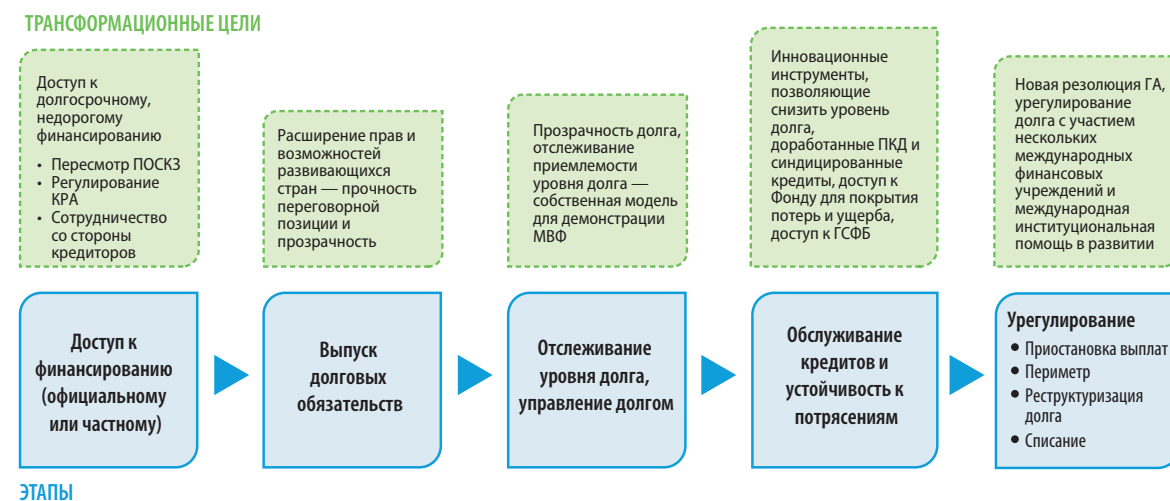 ТРАНСФОРМАЦИОННЫЕ ЦЕЛИ
Доступ к
долгосрочному,
недорогому
финансированию
• Пересмотр ПОСКЗ
• Регулирование
КРА
• Сотрудничество
со стороны
кредиторов
Расширение прав и
возможностей
развивающихся
стран — прочность
переговорной
позиции и
прозрачность
Прозрачность долга,
отслеживание
приемлемости
уровня долга —
собственная модель
для демонстрации
МВФ
Инновационные
инструменты,
позволяющие
снизить уровень
долга,
доработанные ПКД и
синдицированные
кредиты, доступ к
Фонду для покрытия
потерь и ущерба,
доступ к ГСФБ
Новая резолюция ГА,
урегулирование
долга с участием
нескольких
международных
финансовых
учреждений и
международная
институциональная
помощь в развитии
Доступ к
финансированию
(официальному
или частному)
Выпуск
долговых
обязательств
Отслеживание
уровня долга,
управление долгом
Обслуживание
кредитов и
устойчивость к
потрясениям
Урегулирование
• Приостановка выплат
• Периметр
• Реструктуризация
долга
• Списание
ЭТАПЫ